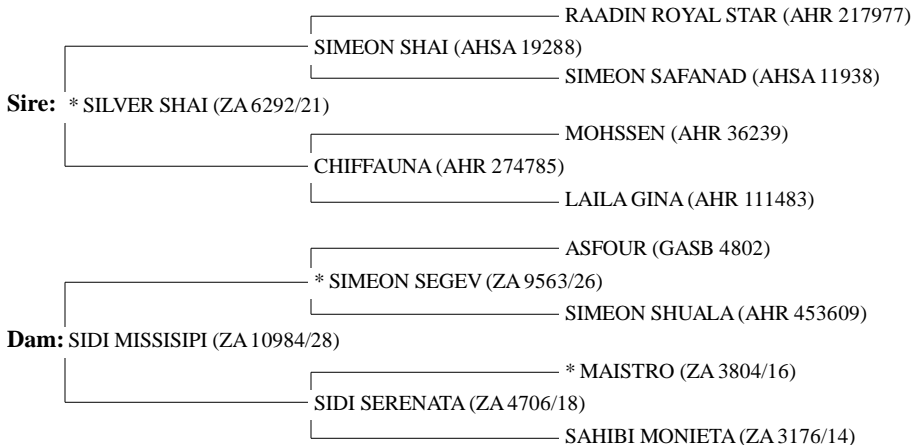 RAADIN ROYAL STAR (AHR 217977)
SIMEON SHAI (AHSA 19288)
SIMEON SAFANAD (AHSA 11938)
Sire: * SILVER SHAI (ZA 6292/21)
MOHSSEN (AHR 36239)
CHIFFAUNA (AHR 274785)
LAILA GINA (AHR 111483)
ASFOUR (GASB 4802)
* SIMEON SEGEV (ZA 9563/26)
SIMEON SHUALA (AHR 453609)
Dam: SIDI MISSISIPI (ZA 10984/28)
* MAISTRO (ZA 3804/16)
SIDI SERENATA (ZA 4706/18)
SAHIBI MONIETA (ZA 3176/14)